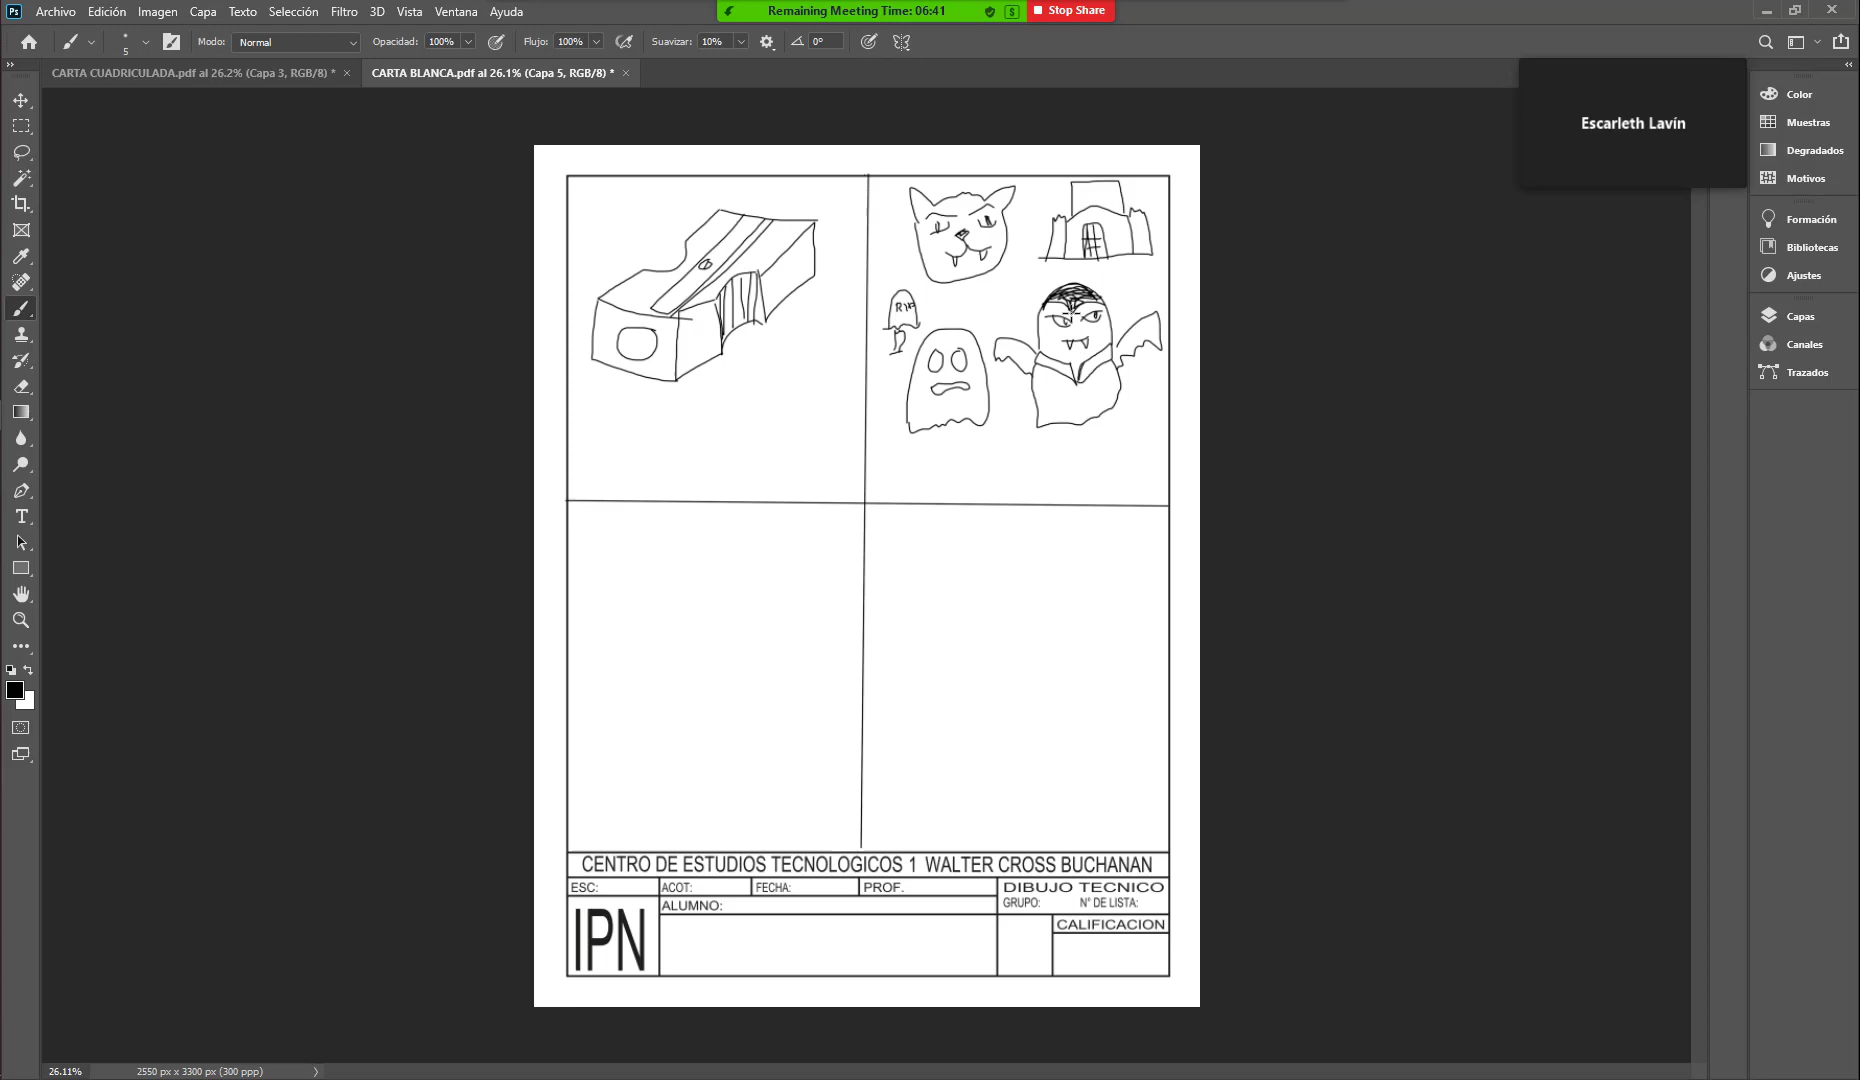 Ps Archivo Edición Imagen Capa Texto Selección Filtro 3D Vista Ventana Ayuda
Remaining Meeting Time: 06:41
$
Stop Share
5 Modo: Normal Opacidad: 100% Flujo: 100% Suavizar: 10% 0°
CARTA CUADRICULADA.pdf al 26.2% (Capa 3, RGB/8) * ×
CARTA BLANCA.pdf al 26.1% (Capa 5, RGB/8) * ×
Escarleth Lavín
Color
Muestras
Degradados
Motivos
Formación
Bibliotecas
Ajustes
Capas
Canales
Trazados
RIP
CENTRO DE ESTUDIOS TECNOLOGICOS 1 WALTER CROSS BUCHANAN
ESC: ACOT: FECHA: PROF. DIBUJO TECNICO
ALUMNO: GRUPO: N° DE LISTA:
IPN
CALIFICACION
26.11% 2550 px x 3300 px (300 ppp)